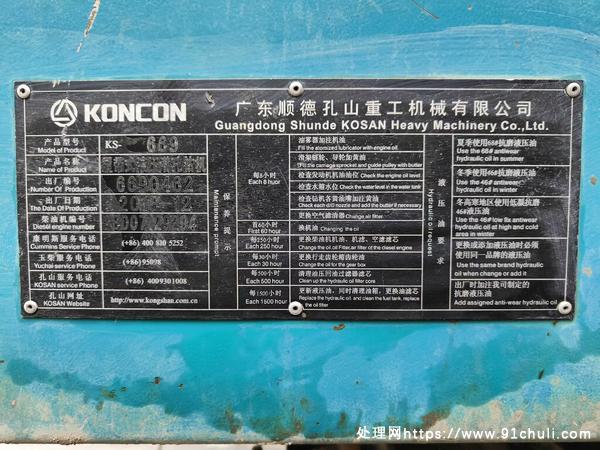 KONCON
广东顺德孔山重工机械有限公司
Guangdong Shunde KOSAN Heavy Machinery Co.,Ltd.
产品型号
Model of Product
KS- 669
产品名称
Name of Product
出厂编号
Number of Production
出厂日期
The Date Of Production
柴油机编号
Diesel engine number
康明斯服务电话
Cummins Service Phone
(+86) 400 810 5252
玉柴服务电话
Yuchai service Phone
(+86)95098
孔山服务电话
KOSAN service Phone
(+86) 4009301008
孔山网址
KOSAN Website
http://www.kongshan.com.cn
保养提示
Maintenance prompt
每8小时
Each 8 hour
油雾器加注机油
Fill the atomized lubricator with engine oil
滑架链轮、导轮加黄油
Fill the carriage sprocket and guide pulley with butter
检查发动机机油油位 Check the engine oil level
检查水箱水位 Check the water level in the water tank
检查钻机各黄油嘴加注黄油
Check each drill nozzle and add the butter if necessary
更换空气滤清器 Change air filter
首60小时
First 60 hour
换机油 Changing the oil
每250小时
Each 250 hour
更换柴油机机油、机滤、空滤滤芯
每30小时
Each 30 hour
更换行走齿轮箱齿轮油
Change the oil for the gear box
每500小时
Each 500 hour
清理油压回油过滤器滤芯
Clean up the hydraulic oil filter core
每1500小时
Each 1500 hour
更新液压油，同时清理油箱，更换油滤芯
Replace the hydraulic oil, and clean the fuel tank, replace the oil filter
液压油要求
Hydraulic oil request
夏季使用68#抗磨液压油
Use the 68# antiwear
hydraulic oil in summer
冬季使用46#抗磨液压油
Use the 46# antiwear
hydraulic oil in winter
冬高寒地区使用低凝抗磨
46#液压油
Use the 46# low fix antiwear
hydraulic oil at high and cold
area in winter
更换或添加液压油时必须
使用同一品牌的液压油
Use the same brand hydraulic
oil when change or add it
出厂时加注我司制定的
抗磨液压油
Add assigned anti-wear hydraulic oil
处理网https://www.91chuli.com/